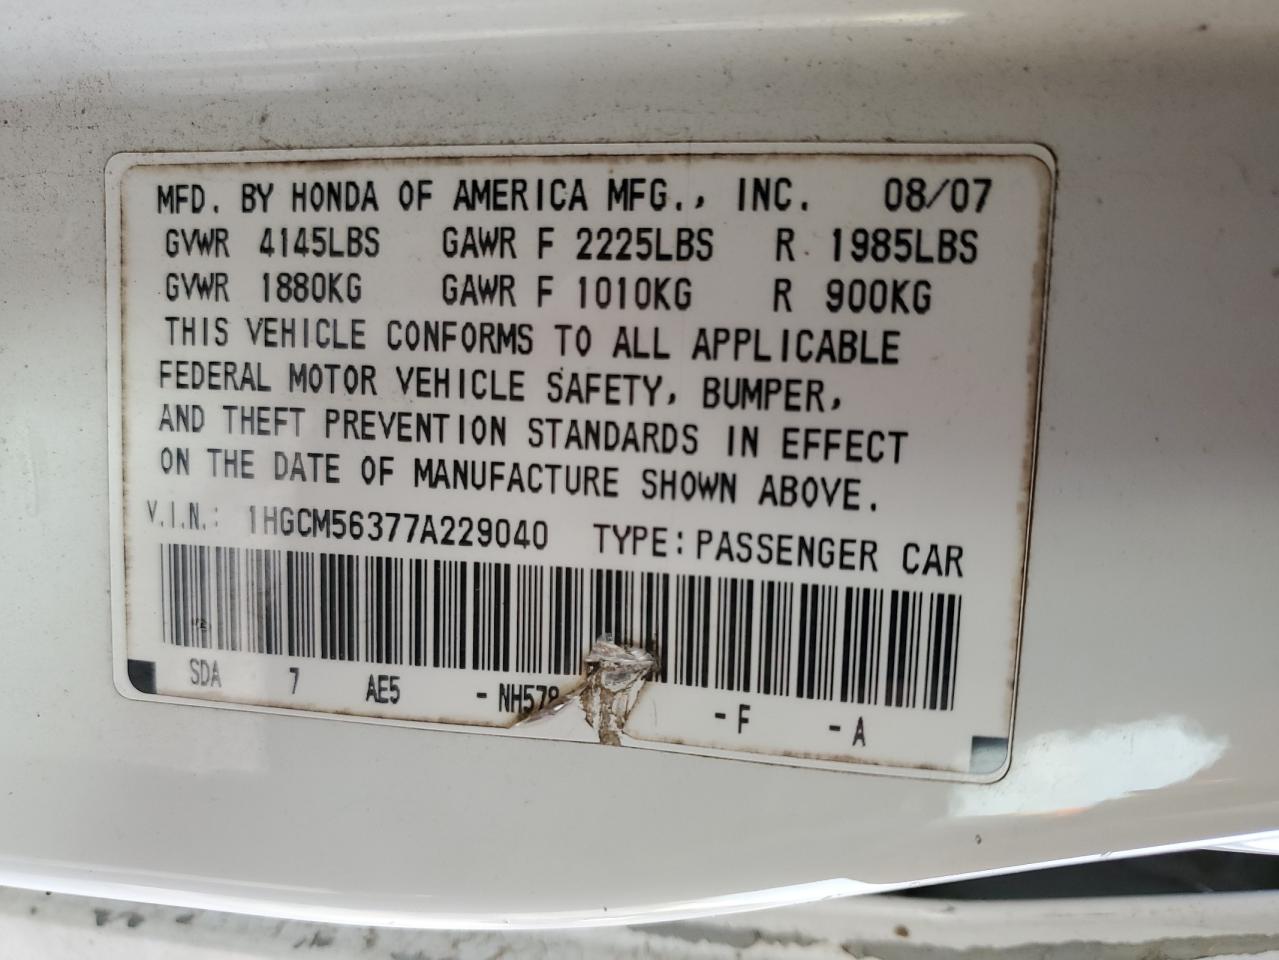 MFD. BY HONDA OF AMERICA MFG., INC. 08/07
GVWR 4145LBS GAWR F 2225LBS R 1985LBS
GVWR 1880KG GAWR F 1010KG R 900KG
THIS VEHICLE CONFORMS TO ALL APPLICABLE
FEDERAL MOTOR VEHICLE SAFETY, BUMPER,
AND THEFT PREVENTION STANDARDS IN EFFECT
ON THE DATE OF MANUFACTURE SHOWN ABOVE.
V.I.N.: 1HGCM56377A229040 TYPE: PASSENGER CAR
SDA 7 AE5 - NH578 - F - A